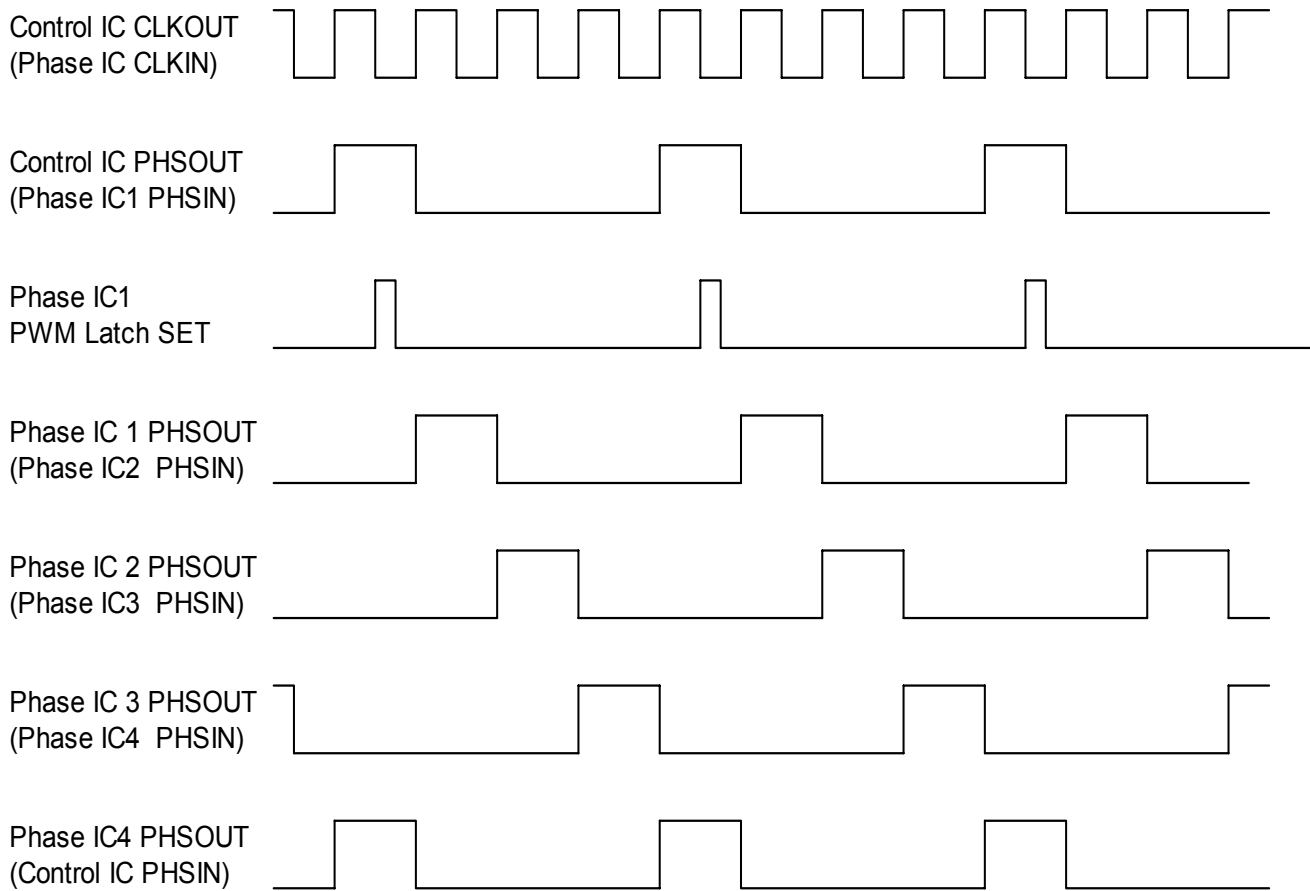 Control IC CLKOUT
(Phase IC CLKIN)
Control IC PHSOUT
(Phase IC1 PHSIN)
Phase IC1
PWM Latch SET
Phase IC 1 PHSOUT
(Phase IC2  PHSIN)
Phase IC 2 PHSOUT
(Phase IC3  PHSIN)
Phase IC 3 PHSOUT
(Phase IC4  PHSIN)
Phase IC4 PHSOUT
(Control IC PHSIN)